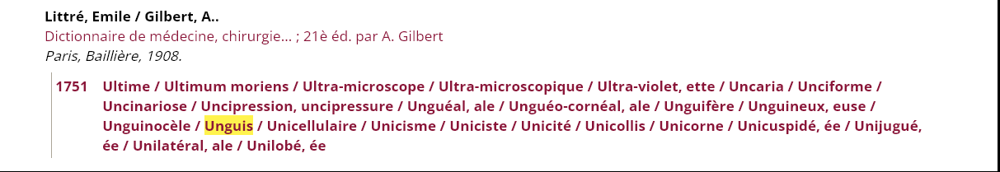 Littré, Emile / Gilbert, A..
Dictionnaire de médecine, chirurgie... ; 21è éd. par A. Gilbert
Paris, Baillière, 1908.
1751 Ultime / Ultimum moriens / Ultra-microscope / Ultra-microscopique / Ultra-violet, ette / Uncaria / Unciforme /
Uncinariose / Uncipression, uncipressure / Unguéal, ale / Unguéo-cornéal, ale / Unguifère / Unguineux, euse /
Unguinocèle / Unguis / Unicellulaire / Unicisme / Uniciste / Unicité / Unicollis / Unicorne / Unicuspidé, ée / Unijugué,
ée / Unilatéral, ale / Unilobé, ée